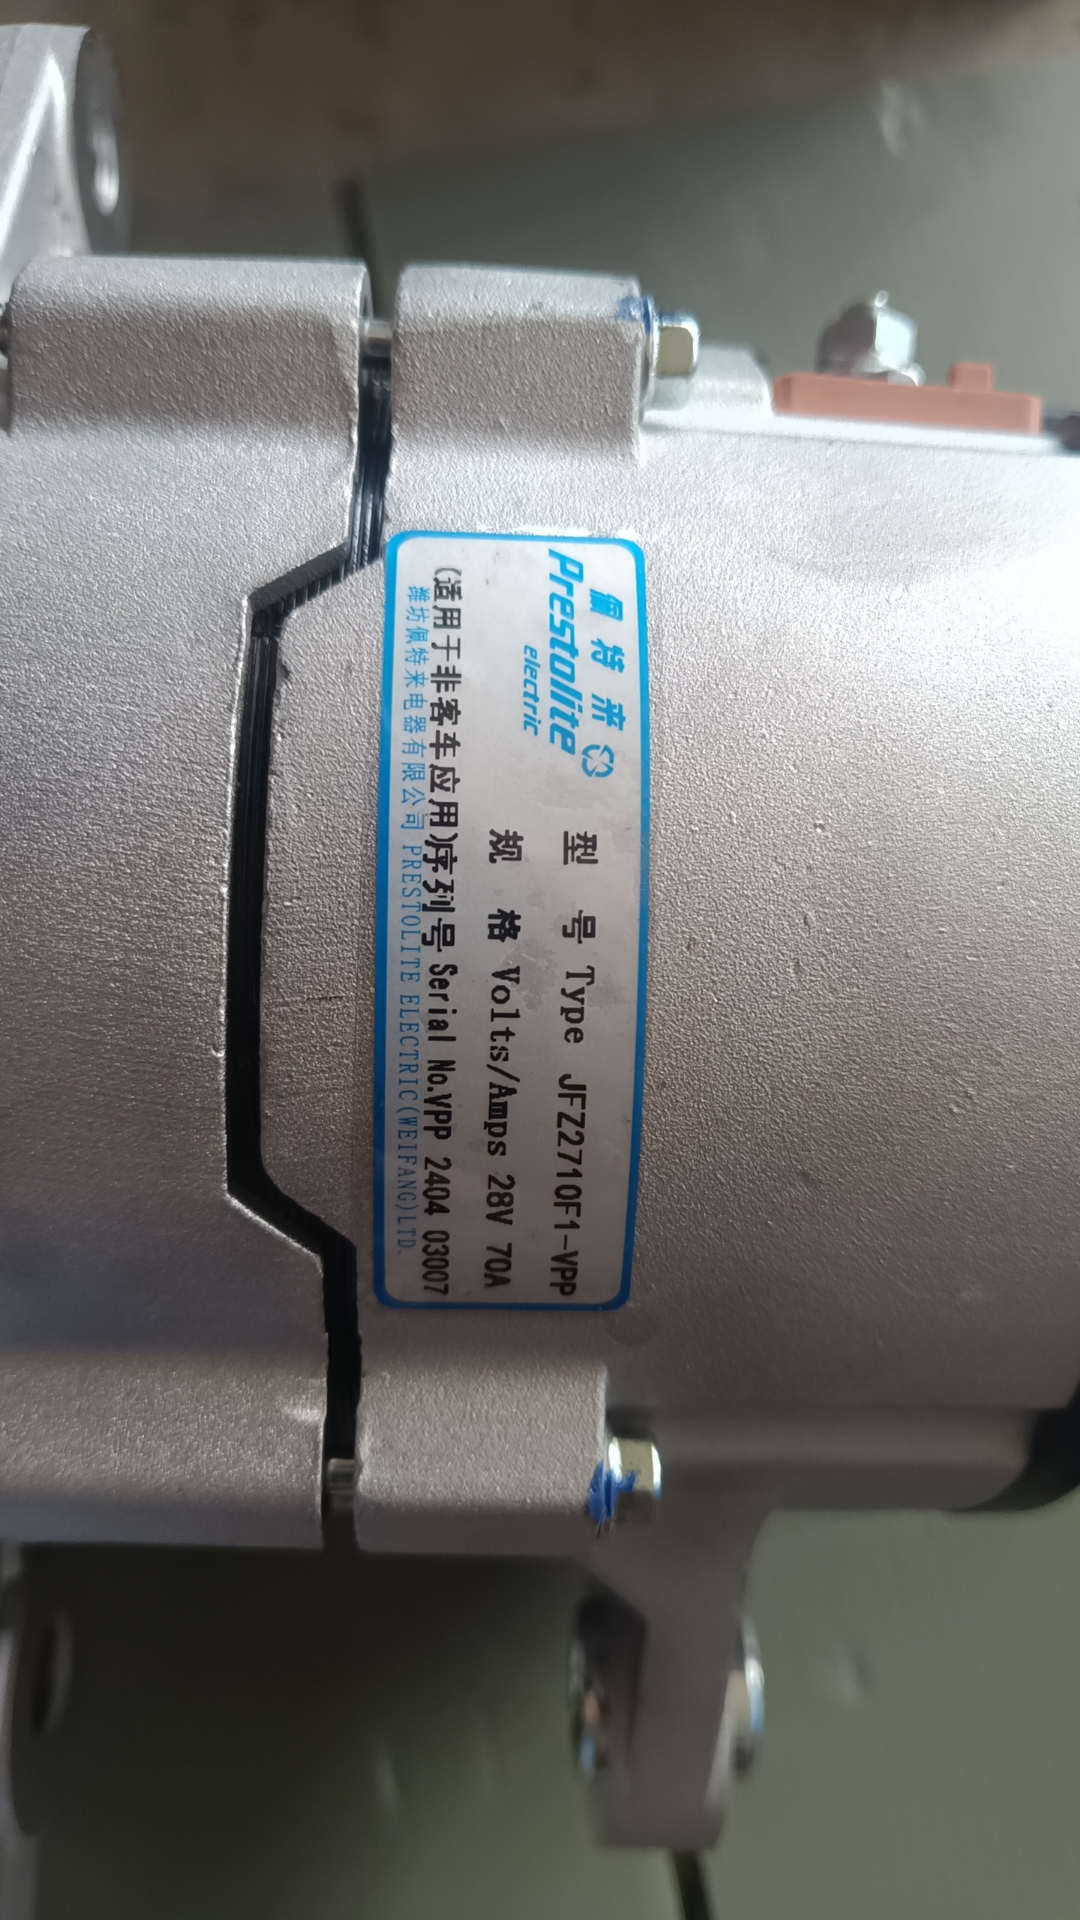 佩特来
Prestolite
electric
型 号 Type JFZ2710F1-VPP
规 格 Volts/Amps 28V 70A
(适用于非客车应用)序列号 Serial No.VPP 2404 03007
潍坊佩特来电器有限公司 PRESTOLITE ELECTRIC(WEIFANG)LTD.